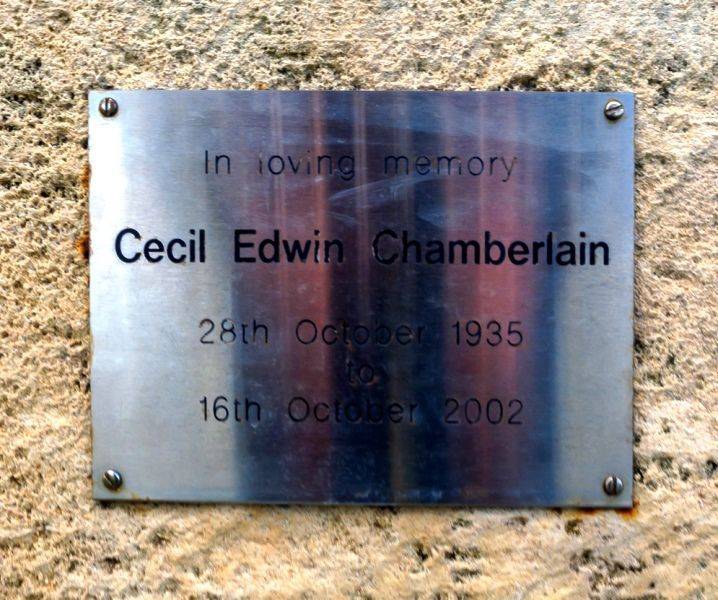 In loving memory
Cecil Edwin Chamberlain
28th October 1935
to
16th October 2002